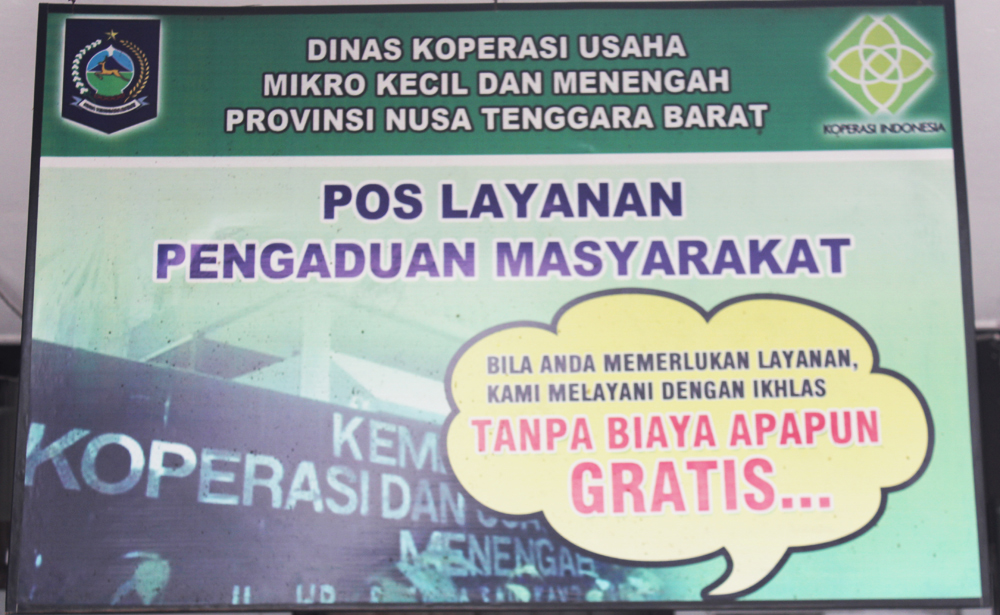 DINAS KOPERASI USAHA
MIKRO KECIL DAN MENENGAH
PROVINSI NUSA TENGGARA BARAT
KOPERASI INDONESIA
POS LAYANAN
PENGADUAN MASYARAKAT
BILA ANDA MEMERLUKAN LAYANAN,
KAMI MELAYANI DENGAN IKHLAS
TANPA BIAYA APAPUN
GRATIS...
KEM
KOPERASI DAN
MENENGAH